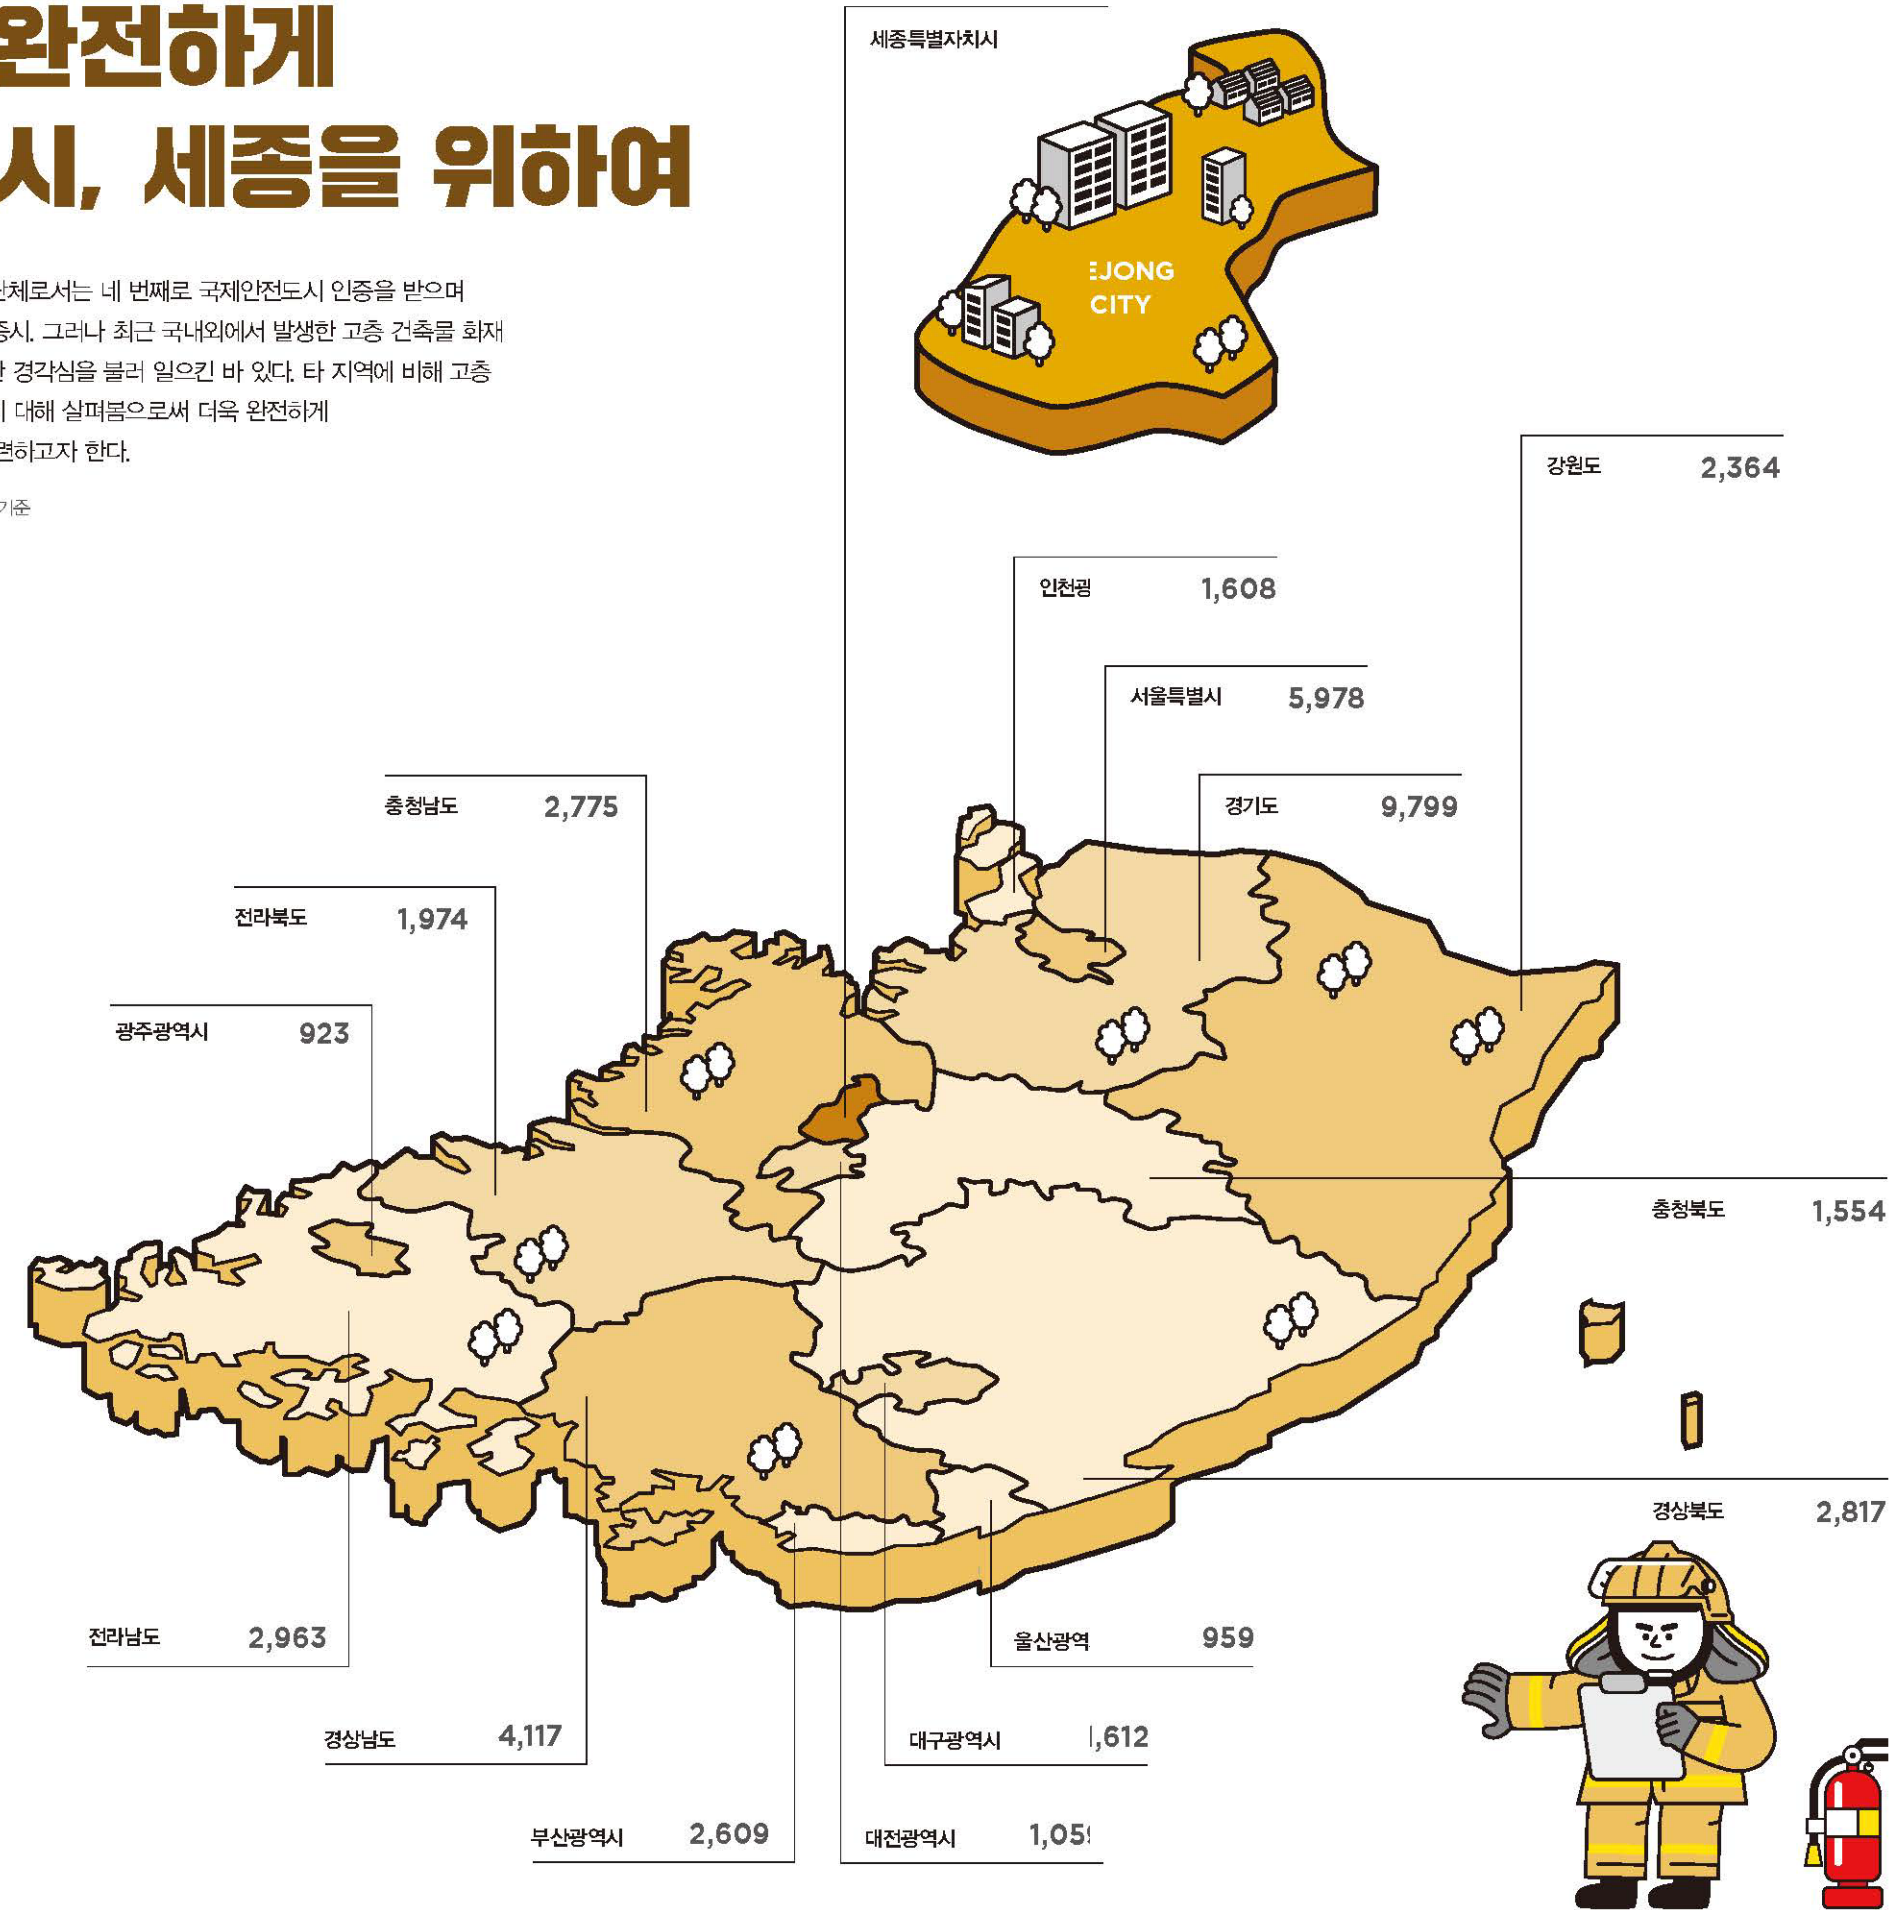 완전하게
시, 세종을 위하여
단체로서는 네 번째로 국제안전도시 인증을 받으며
종시. 그러나 최근 국내외에서 발생한 고층 건축물 화재
경각심을 불러 일으킨 바 있다. 타 지역에 비해 고층
대해 살펴봄으로써 더욱 완전하게
련하고자 한다.
기준
세종특별자치시
EJONG
CITY
강원도 2,364
인천광 1,608
서울특별시 5,978
충청남도 2,775
경기도 9,799
전라북도 1,974
광주광역시 923
충청북도 1,554
경상북도 2,817
전라남도 2,963
울산광역 959
경상남도 4,117
대구광역시 ,612
부산광역시 2,609
대전광역시 1,05